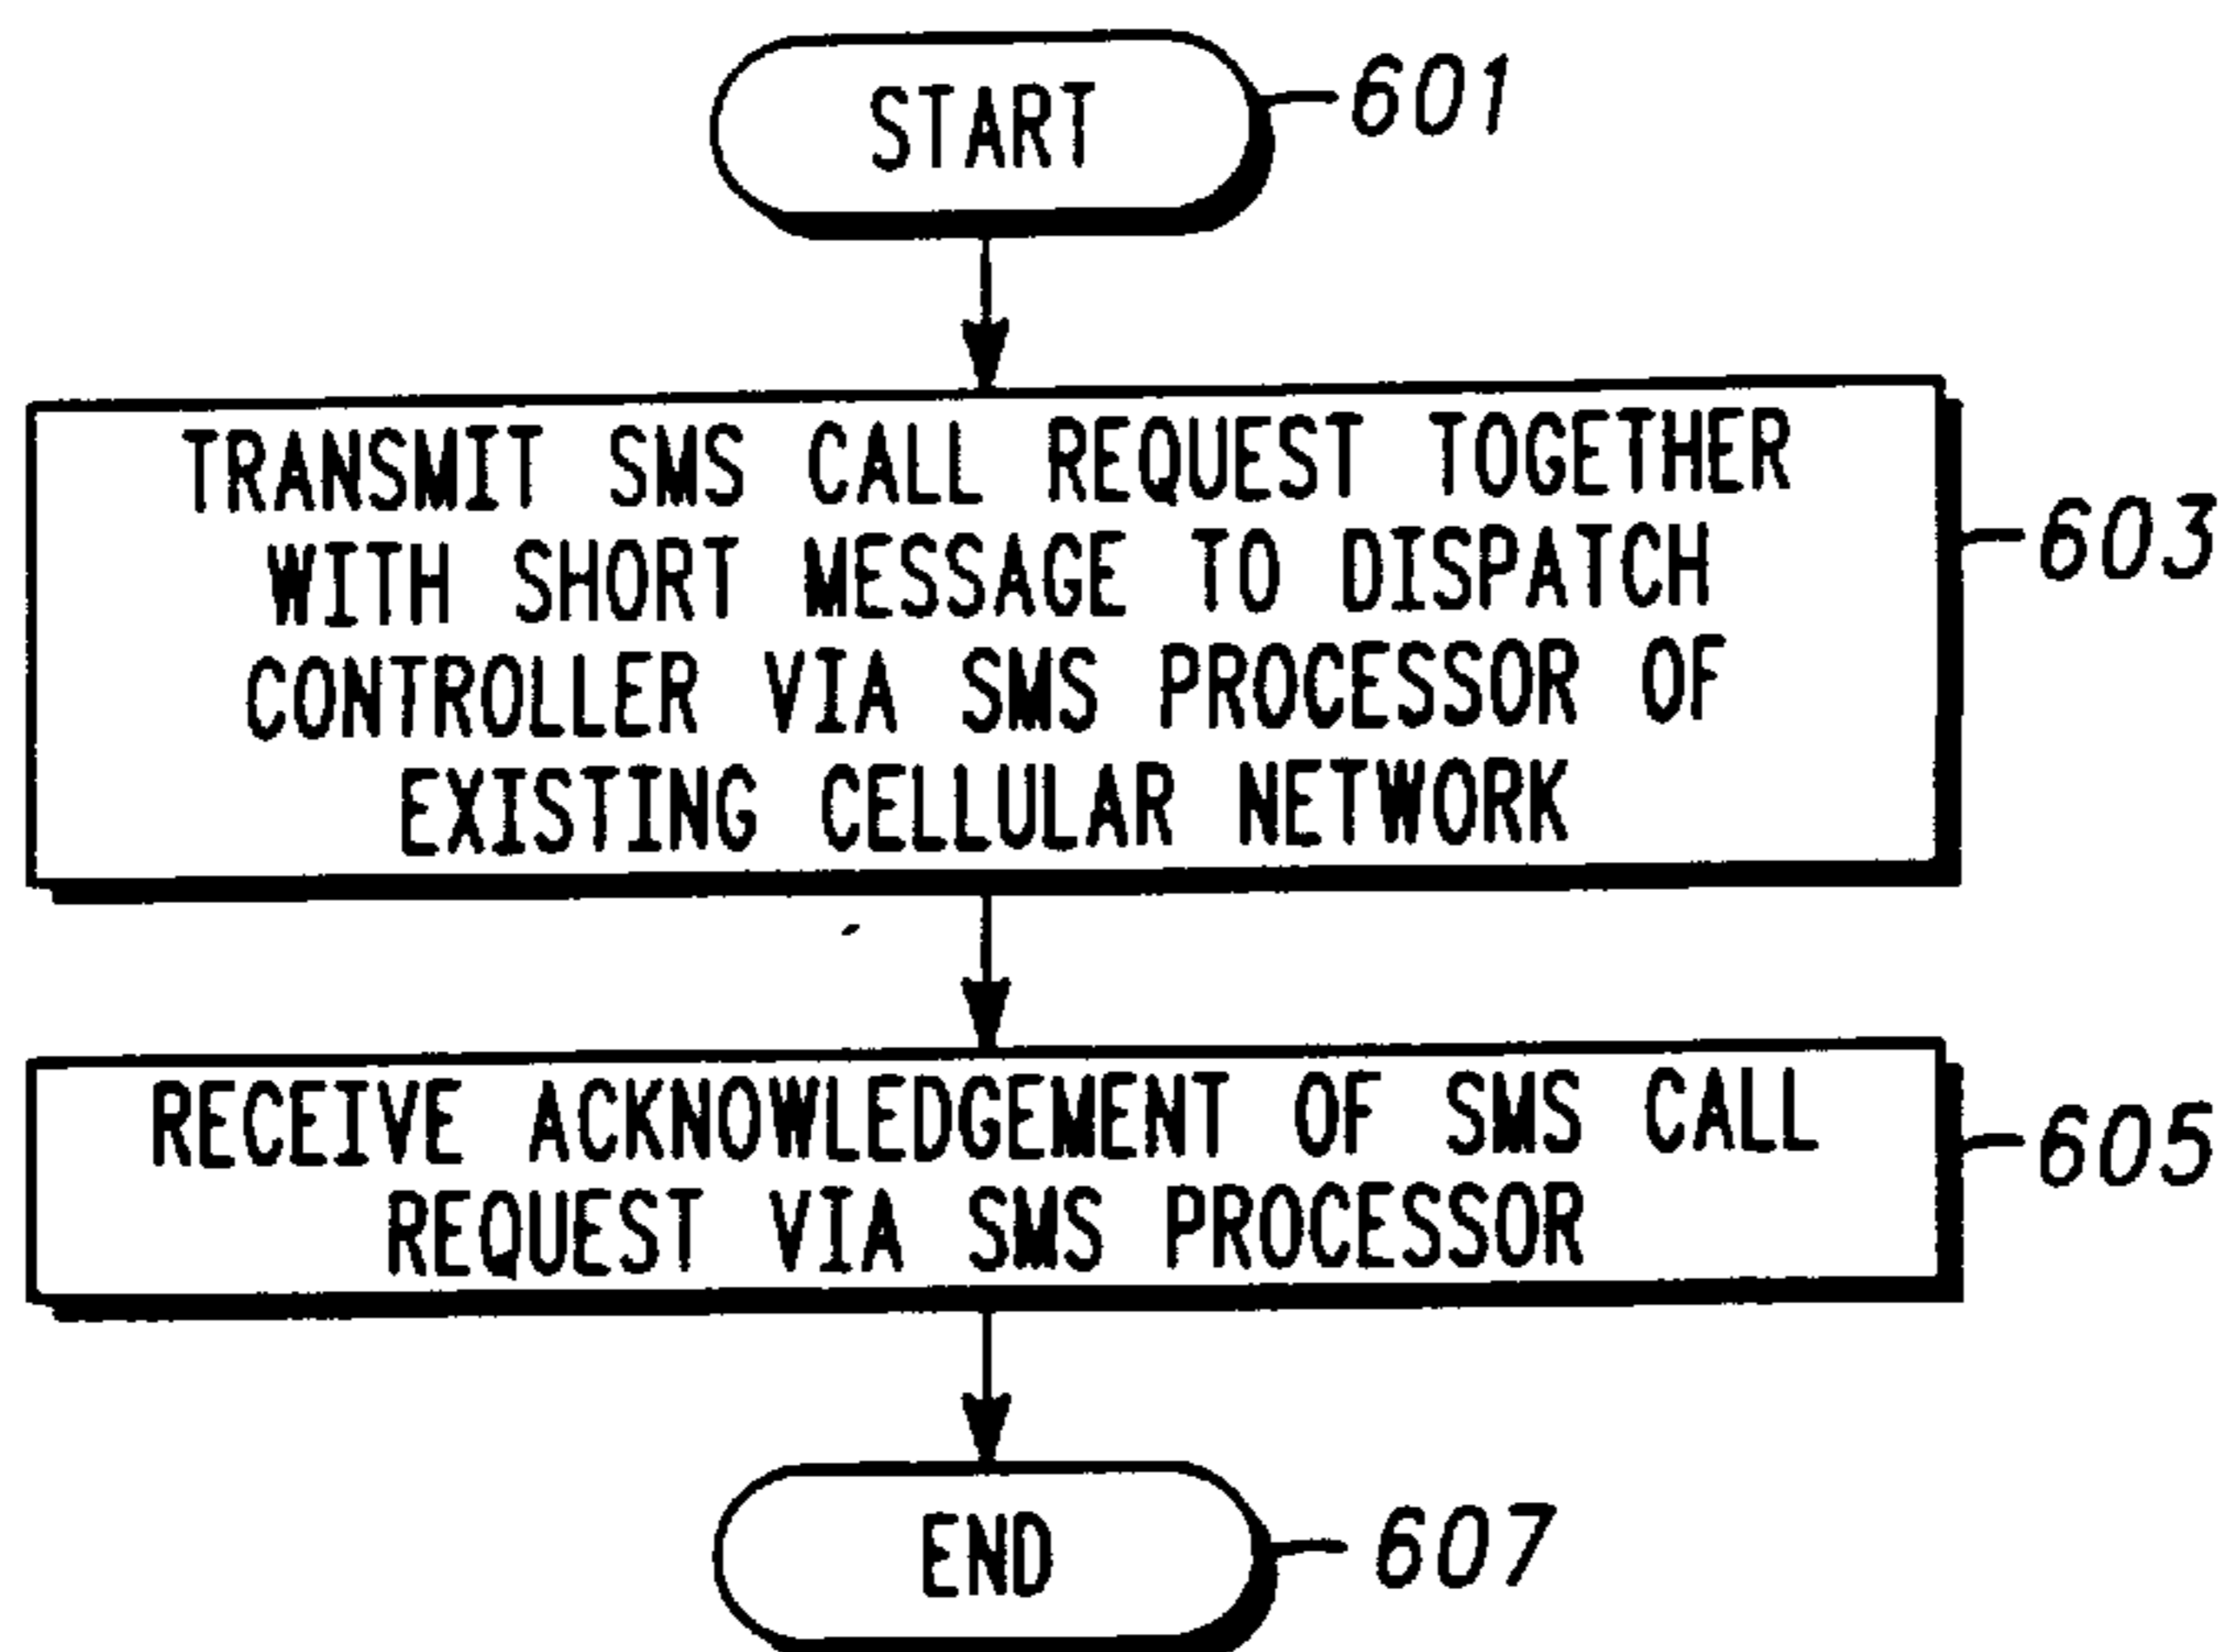 START
601
TRANSMIT SMS CALL REQUEST TOGETHER
WITH SHORT MESSAGE TO DISPATCH
CONTROLLER VIA SMS PROCESSOR OF
EXISTING CELLULAR NETWORK
603
RECEIVE ACKNOWLEDGEMENT OF SMS CALL
REQUEST VIA SMS PROCESSOR
605
END
607